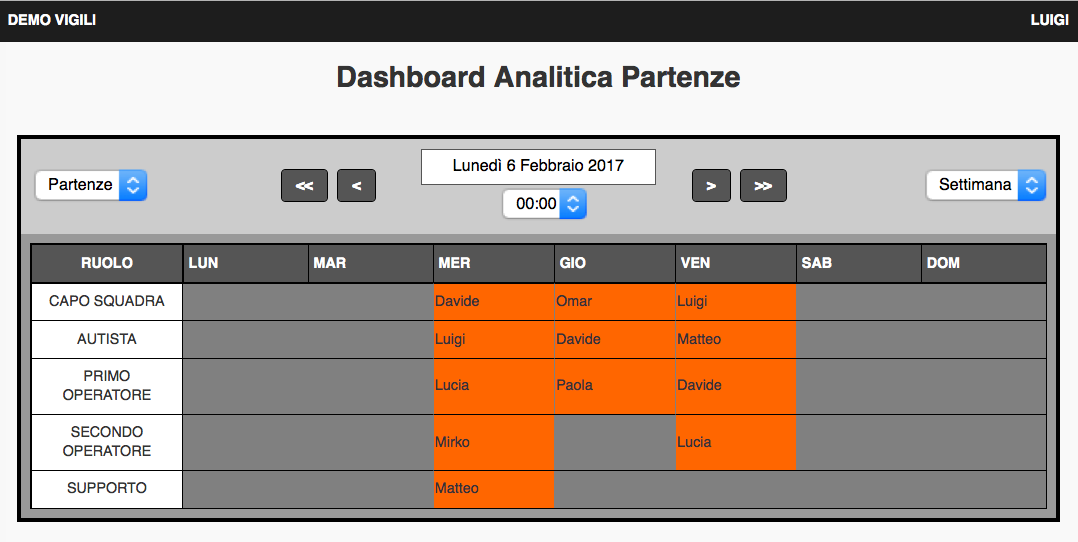 DEMO VIGILI LUIGI
Dashboard Analitica Partenze
Partenze << < Lunedì 6 Febbraio 2017 > >> Settimana
00:00
RUOLO LUN MAR MER GIO VEN SAB DOM
CAPO SQUADRA Davide Omar Luigi
AUTISTA Luigi Davide Matteo
PRIMO
OPERATORE Lucia Paola Davide
SECONDO
OPERATORE Mirko Lucia
SUPPORTO Matteo